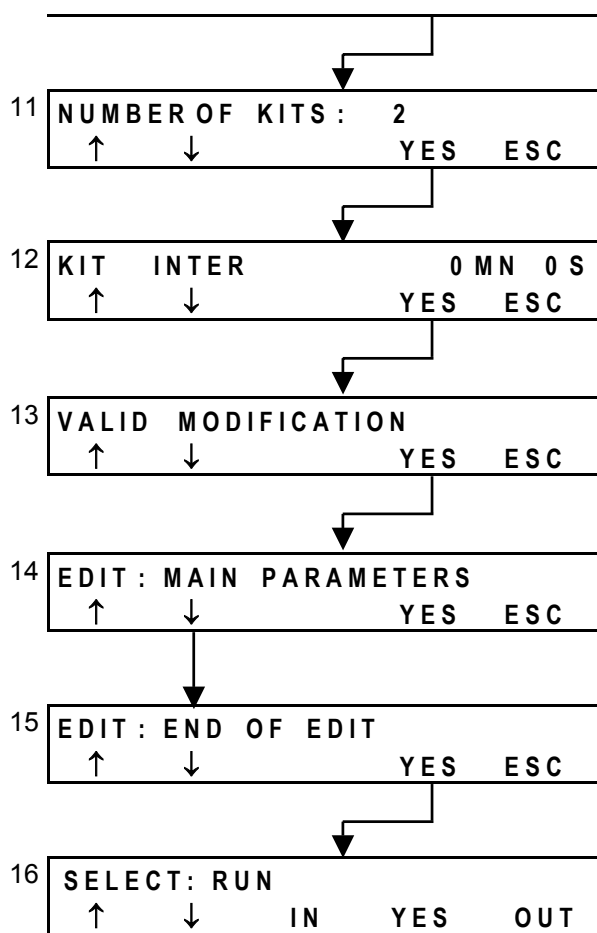 11 NUMBER OF KITS: 2
↑ ↓ YES ESC
12 KIT INTER 0 MN 0 S
↑ ↓ YES ESC
13 VALID MODIFICATION
↑ ↓ YES ESC
14 EDIT: MAIN PARAMETERS
↑ ↓ YES ESC
15 EDIT: END OF EDIT
↑ ↓ YES ESC
16 SELECT: RUN
↑ ↓ IN YES OUT